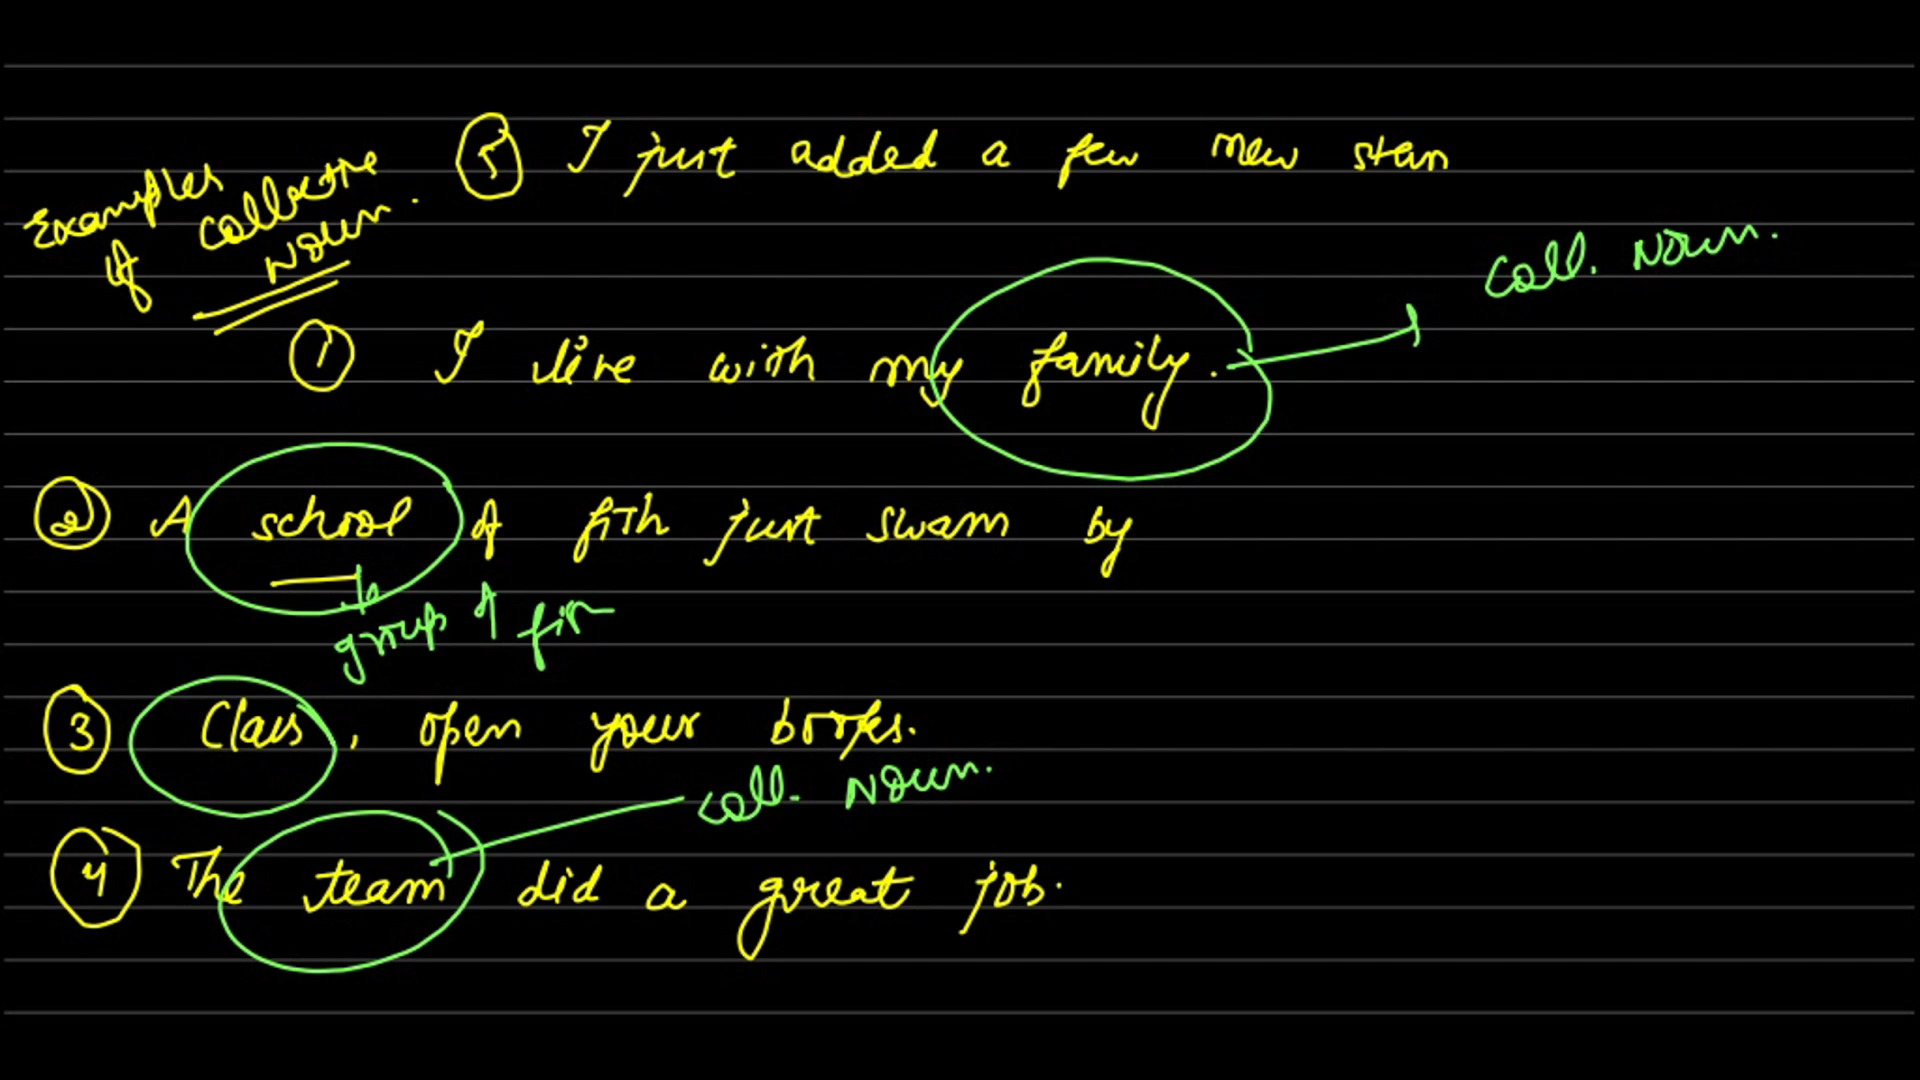 Examples of collective Noun.
⑤ I just added a few new stan
① I live with my family. → Coll. Noun.
② A school of fish just swam by
group of fis
③ Class, open your books.
④ The team did a great job.
Coll. Noun.